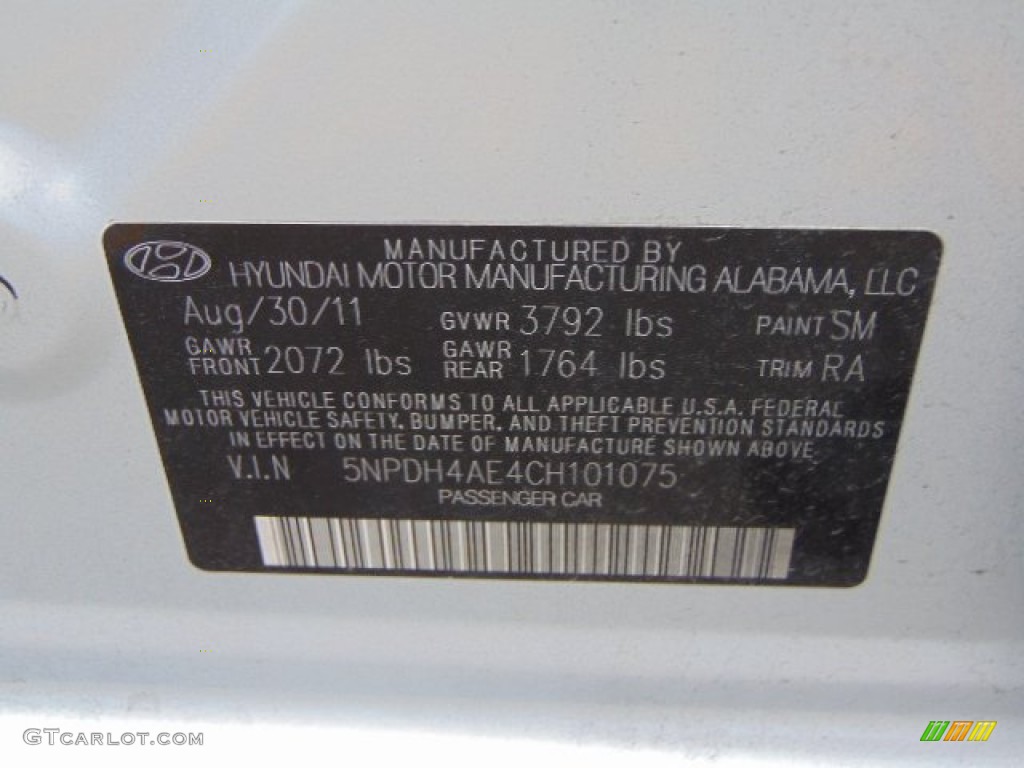 MANUFACTURED BY
HYUNDAI MOTOR MANUFACTURING ALABAMA, LLC
Aug/30/11 GVWR 3792 lbs PAINT SM
GAWR FRONT 2072 lbs GAWR REAR 1764 lbs TRIM RA
THIS VEHICLE CONFORMS TO ALL APPLICABLE U.S.A. FEDERAL
MOTOR VEHICLE SAFETY, BUMPER, AND THEFT PREVENTION STANDARDS
IN EFFECT ON THE DATE OF MANUFACTURE SHOWN ABOVE.
V.I.N 5NPDH4AE4CH101075
PASSENGER CAR
GTCARLOT.COM